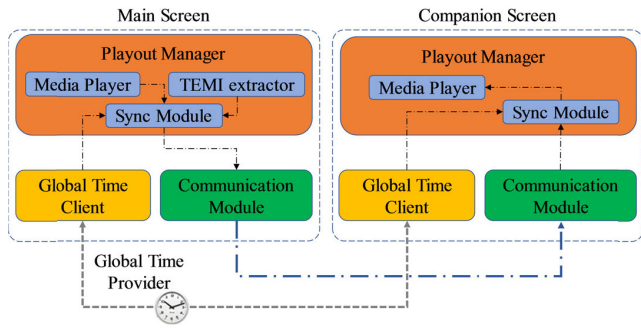 Main Screen
Playout Manager
Media Player
TEMI extractor
Sync Module
Global Time
Client
Communication
Module
Companion Screen
Playout Manager
Media Player
Sync Module
Global Time
Client
Communication
Module
Global Time
Provider